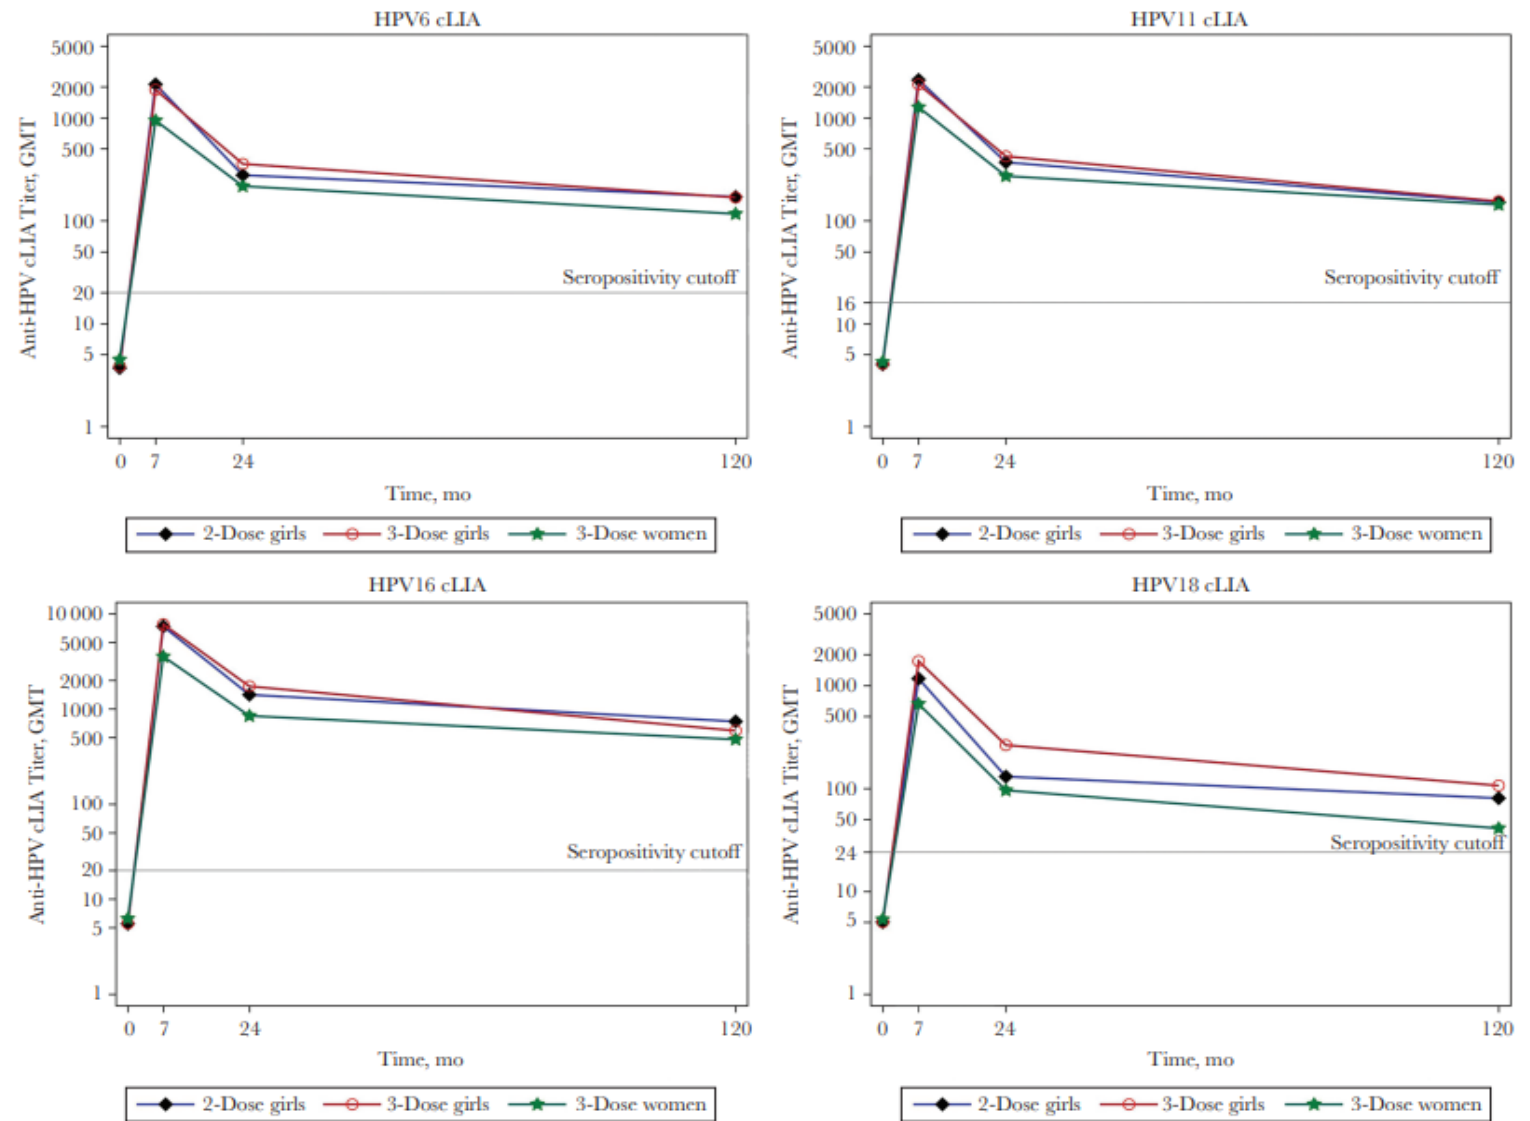 HPV6 cLIA
Anti-HPV cLIA Titer, GMT
5000
2000
1000
500
100
50
20
10
5
1
Seropositivity cutoff
0 7 24 120
Time, mo
2-Dose girls 3-Dose girls 3-Dose women
HPV11 cLIA
Anti-HPV cLIA Titer, GMT
5000
2000
1000
500
100
50
16
10
5
1
Seropositivity cutoff
0 7 24 120
Time, mo
2-Dose girls 3-Dose girls 3-Dose women
HPV16 cLIA
Anti-HPV cLIA Titer, GMT
10 000
5000
2000
1000
500
100
50
20
10
5
1
Seropositivity cutoff
0 7 24 120
Time, mo
2-Dose girls 3-Dose girls 3-Dose women
HPV18 cLIA
Anti-HPV cLIA Titer, GMT
5000
2000
1000
500
100
50
24
10
5
1
Seropositivity cutoff
0 7 24 120
Time, mo
2-Dose girls 3-Dose girls 3-Dose women